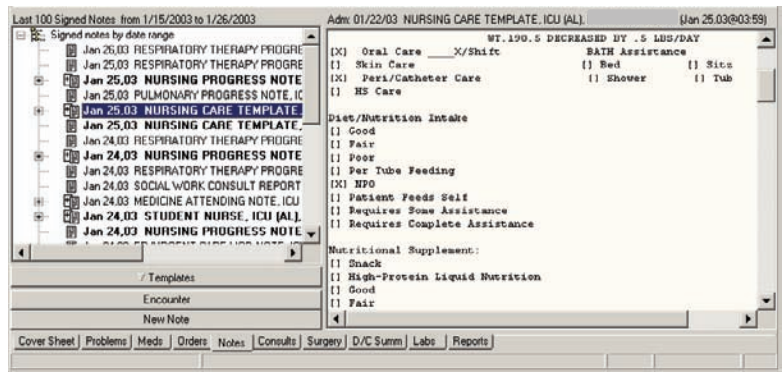 Last 100 Signed Notes from 1/15/2003 to 1/26/2003
Signed notes by date range
Jan 26,03 RESPIRATORY THERAPY PROGRE
Jan 25,03 RESPIRATORY THERAPY PROGRE
Jan 25,03 NURSING PROGRESS NOTE
Jan 25,03 PULMONARY PROGRESS NOTE, IC
Jan 25,03 NURSING CARE TEMPLATE,
Jan 25,03 NURSING CARE TEMPLATE,
Jan 24,03 RESPIRATORY THERAPY PROGRE
Jan 24,03 NURSING PROGRESS NOTE
Jan 24,03 RESPIRATORY THERAPY PROGRE
Jan 24,03 SOCIAL WORK CONSULT REPORT
Jan 24,03 MEDICINE ATTENDING NOTE, ICU
Jan 24,03 STUDENT NURSE, ICU (AL),
Jan 24,03 NURSING PROGRESS NOTE
/ Templates
Encounter
New Note
Adm: 01/22/03 NURSING CARE TEMPLATE, ICU (AL), (Jan 25,03@03:59)
WT.190.5 DECREASED BY .5 LBS/DAY
[X] Oral Care ____X/Shift BATH Assistance
[] Skin Care [] Bed [] Sitz
[X] Peri/Catheter Care [] Shower [] Tub
[] HS Care
Diet/Nutrition Intake
[] Good
[] Fair
[] Poor
[] Per Tube Feeding
[X] NPO
[] Patient Feeds Self
[] Requires Some Assistance
[] Requires Complete Assistance
Nutritional Supplement:
[] Snack
[] High-Protein Liquid Nutrition
[] Good
[] Fair
Cover Sheet Problems Meds Orders Notes Consults Surgery D/C Summ Labs Reports